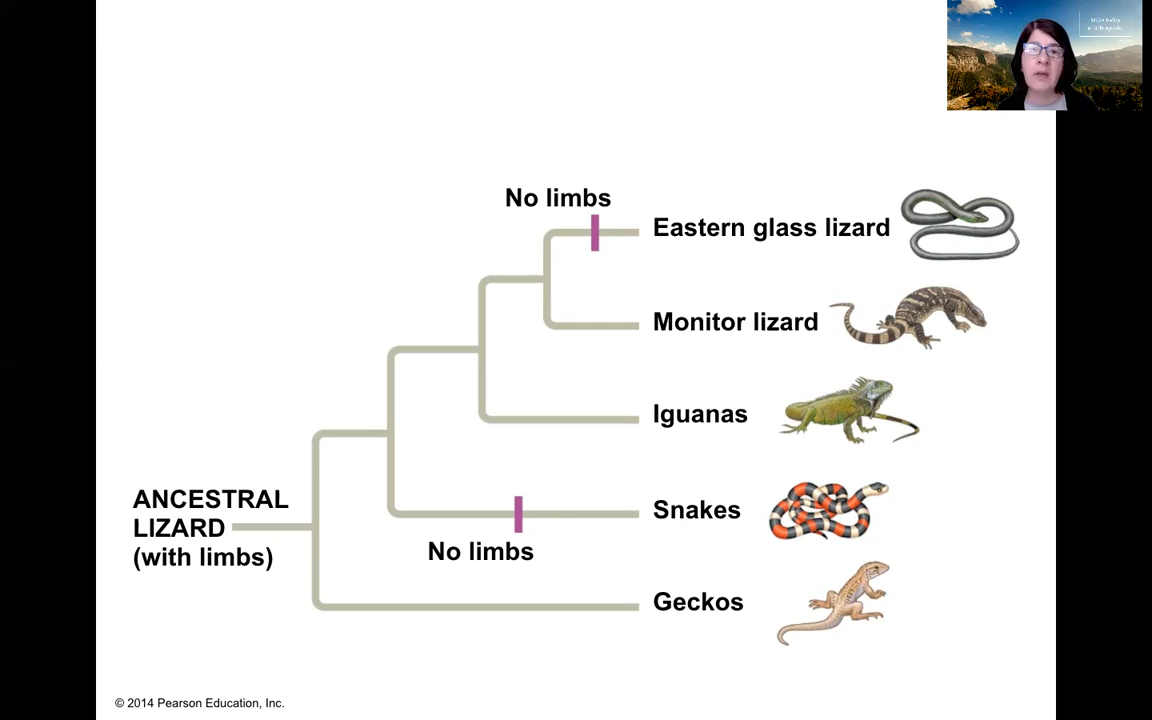 No limbs
Eastern glass lizard
Monitor lizard
Iguanas
ANCESTRAL
LIZARD
(with limbs)
Snakes
No limbs
Geckos
© 2014 Pearson Education, Inc.